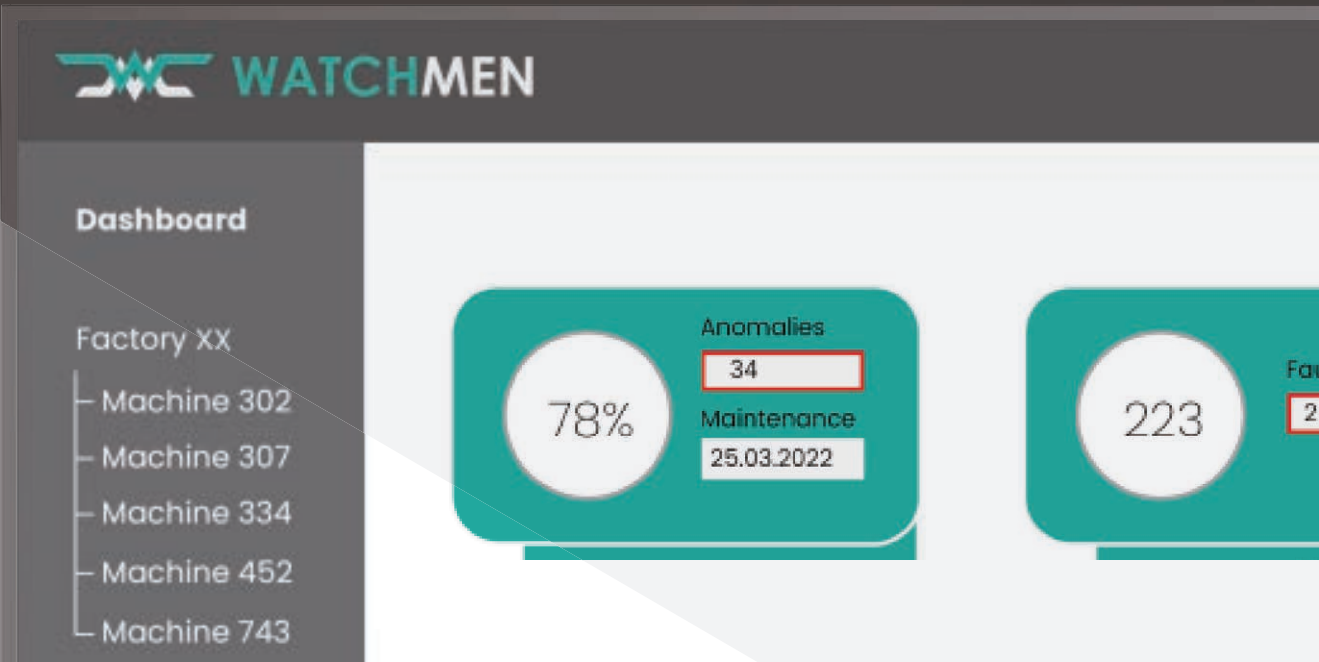 WATCHMEN
Dashboard
Factory XX
Machine 302
Machine 307
Machine 334
Machine 452
Machine 743
78%
Anomalies
34
Maintenance
25.03.2022
223